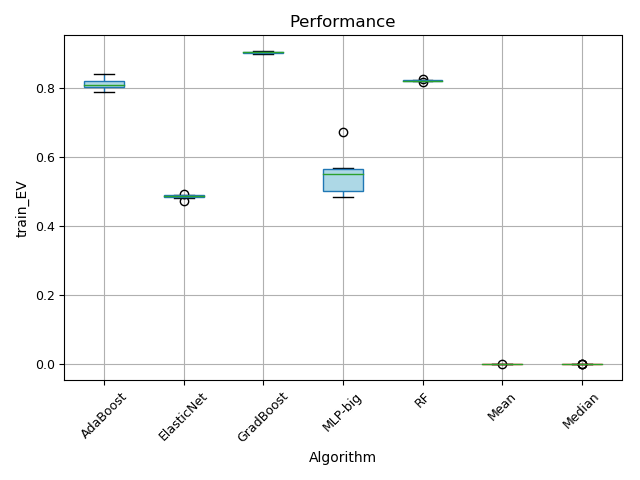 Performance
train_EV
0.8
0.6
0.4
0.2
0.0
AdaBoost
ElasticNet
GradBoost
MLP-big
RF
Mean
Median
Algorithm